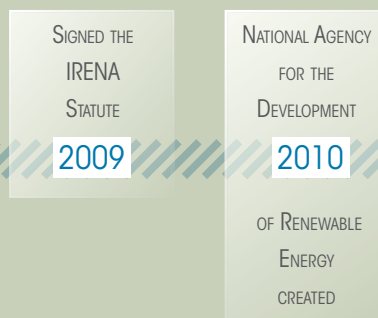 SIGNED THE
IRENA
STATUTE
2009
NATIONAL AGENCY
FOR THE
DEVELOPMENT
2010
OF RENEWABLE
ENERGY
CREATED